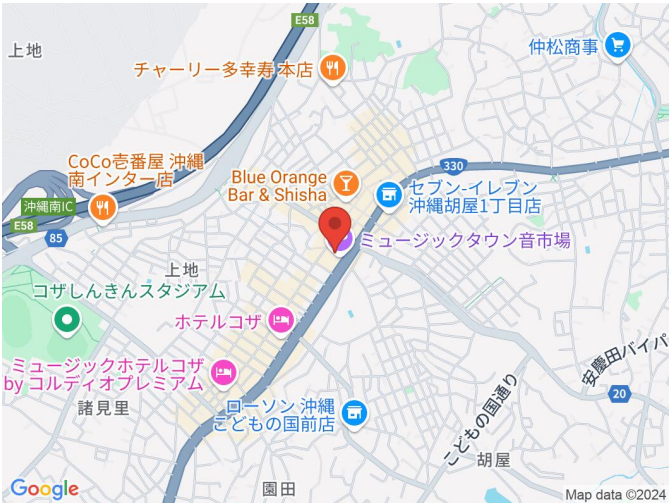 E58
上地
仲松商事
チャーリー多幸寿 本店
CoCo壱番屋 沖縄
南インター店
330
Blue Orange
Bar & Shisha
セブン-イレブン
沖縄胡屋1丁目店
沖縄南IC
E58
85
ミュージックタウン音市場
上地
コザしんきんスタジアム
ホテルコザ
ミュージックホテルコザ
by コルディオプレミアム
安慶田バイパ
20
諸見里
ローソン 沖縄
こどもの国前店
こどもの国通り
胡屋
園田
Google
Map data ©2024